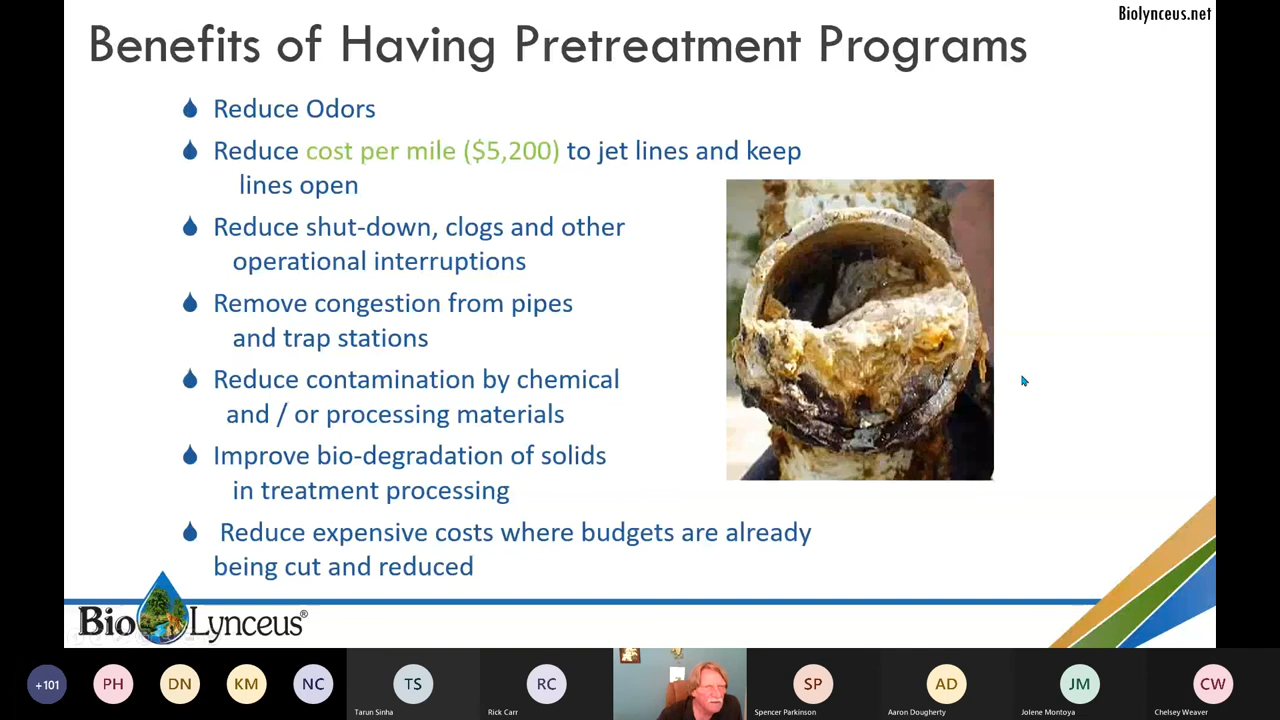 Biolynceus.net
Benefits of Having Pretreatment Programs
Reduce Odors
Reduce cost per mile ($5,200) to jet lines and keep
lines open
Reduce shut-down, clogs and other
operational interruptions
Remove congestion from pipes
and trap stations
Reduce contamination by chemical
and / or processing materials
Improve bio-degradation of solids
in treatment processing
Reduce expensive costs where budgets are already
being cut and reduced
Bio Lynceus®
+101 PH DN KM NC TS RC SP AD JM CW
Tarun Sinha Rick Carr Spencer Parkinson Aaron Dougherty Jolene Montoya Chelsey Weaver